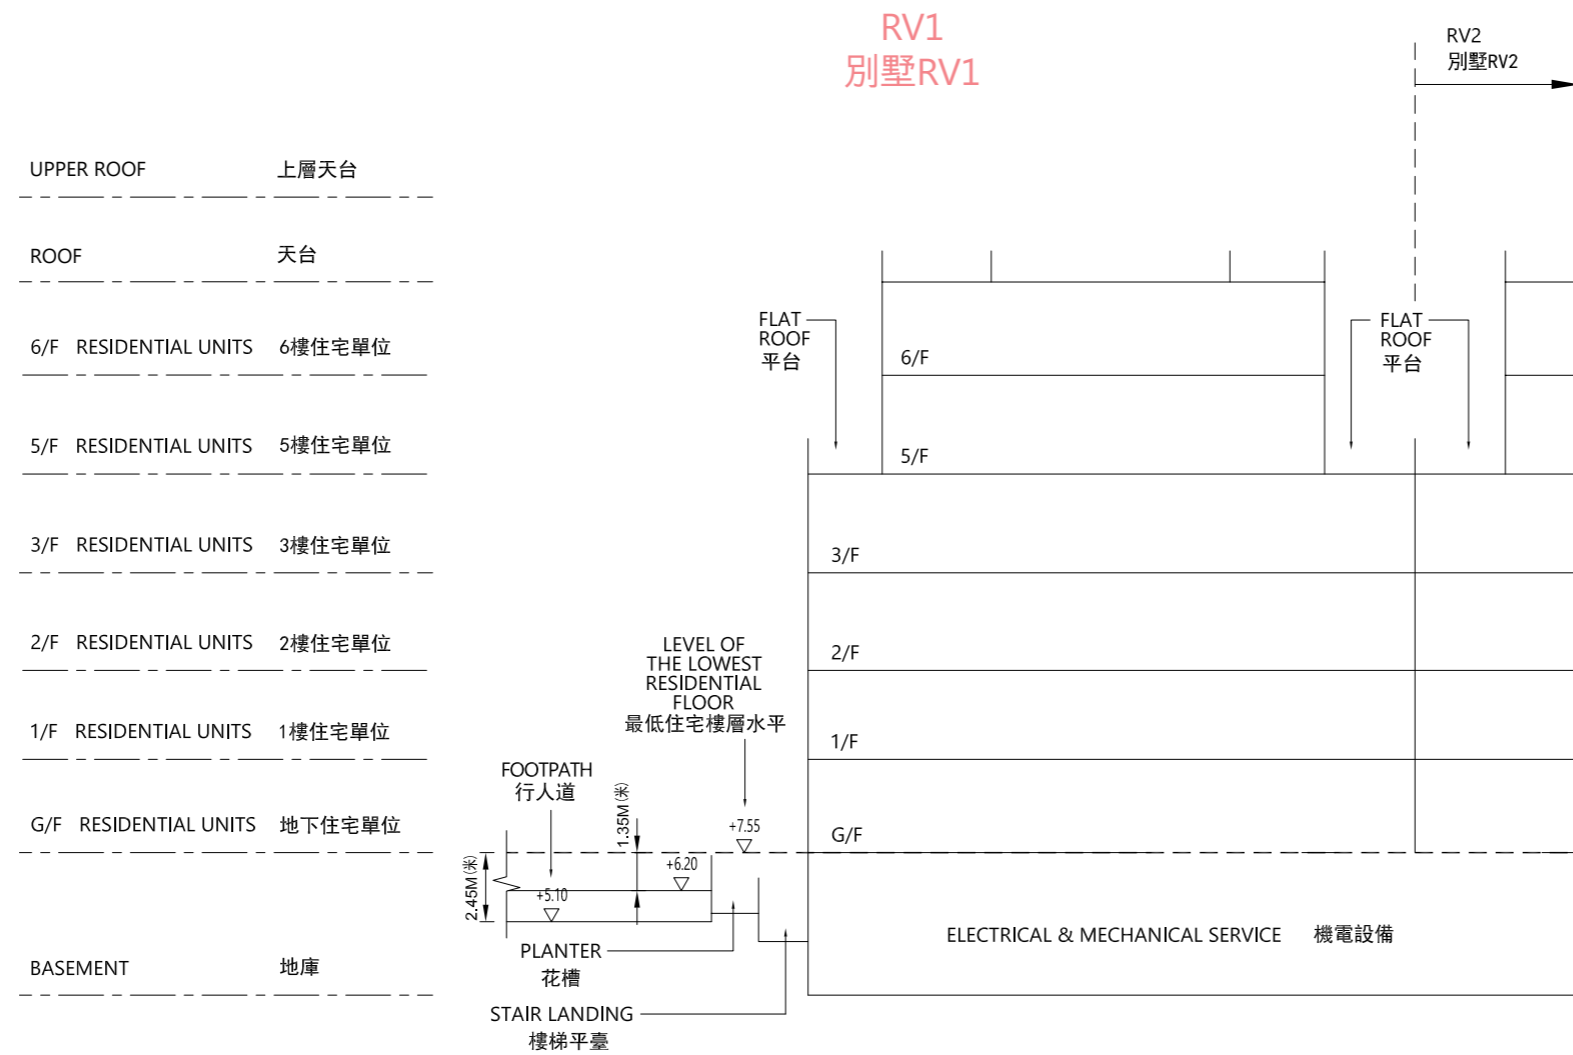 RV1
別墅RV1
RV2
別墅RV2
UPPER ROOF 上層天台
ROOF 天台
6/F RESIDENTIAL UNITS 6樓住宅單位
5/F RESIDENTIAL UNITS 5樓住宅單位
3/F RESIDENTIAL UNITS 3樓住宅單位
2/F RESIDENTIAL UNITS 2樓住宅單位
1/F RESIDENTIAL UNITS 1樓住宅單位
G/F RESIDENTIAL UNITS 地下住宅單位
BASEMENT 地庫
FLAT
ROOF
平台
FLAT
ROOF
平台
6/F
5/F
3/F
2/F
1/F
G/F
LEVEL OF
THE LOWEST
RESIDENTIAL
FLOOR
最低住宅樓層水平
FOOTPATH
行人道
1.35M(米)
+7.55
+6.20
+5.10
2.45M(米)
PLANTER
花槽
STAIR LANDING
樓梯平臺
ELECTRICAL & MECHANICAL SERVICE 機電設備